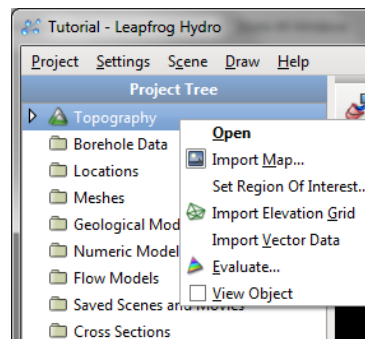 Tutorial - Leapfrog Hydro
Project Settings Scene Draw Help
Project Tree
Topography
Borehole Data
Locations
Meshes
Geological Mod
Numeric Model
Flow Models
Saved Scenes and Movies
Cross Sections
Open
Import Map...
Set Region Of Interest..
Import Elevation Grid
Import Vector Data
Evaluate...
View Object